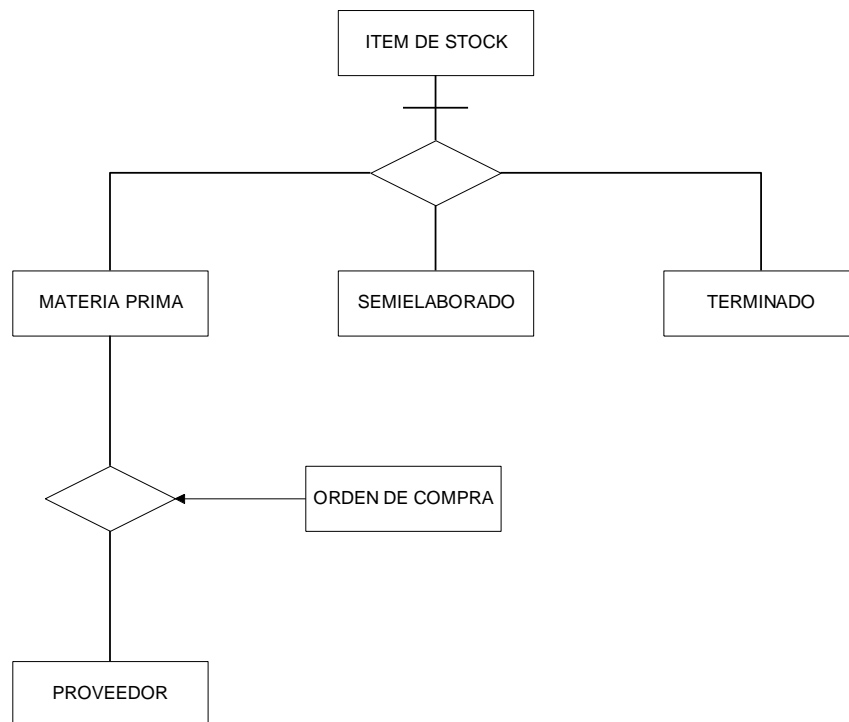 ITEM DE STOCK
MATERIA PRIMA
SEMIELABORADO
TERMINADO
ORDEN DE COMPRA
PROVEEDOR